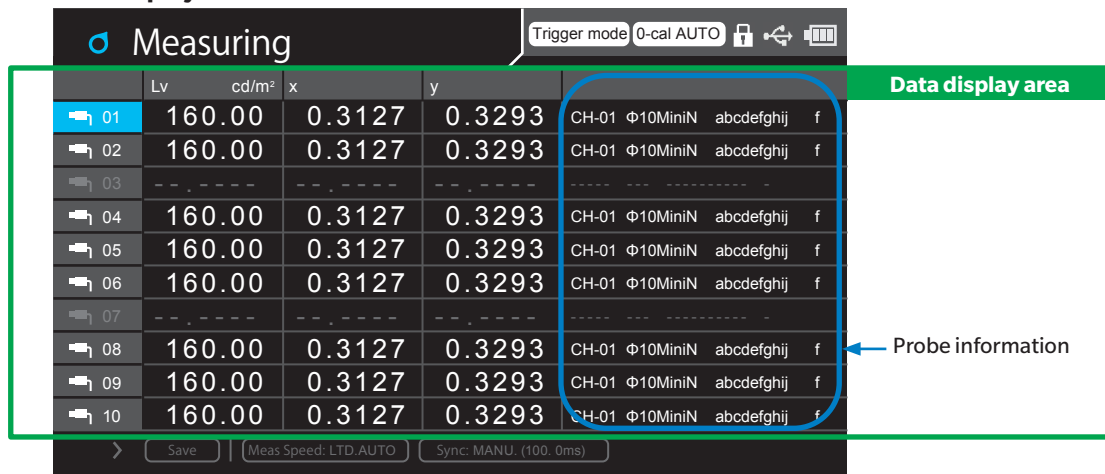 Measuring
Trigger mode 0-cal AUTO
Data display area
Lv cd/m² x y
01 160.00 0.3127 0.3293 CH-01 Φ10MiniN abcdefghij f
02 160.00 0.3127 0.3293 CH-01 Φ10MiniN abcdefghij f
03 --.---- --.---- --.---- ----- --- ---------- -
04 160.00 0.3127 0.3293 CH-01 Φ10MiniN abcdefghij f
05 160.00 0.3127 0.3293 CH-01 Φ10MiniN abcdefghij f
06 160.00 0.3127 0.3293 CH-01 Φ10MiniN abcdefghij f
07 --.---- --.---- --.---- ----- --- ---------- -
08 160.00 0.3127 0.3293 CH-01 Φ10MiniN abcdefghij f
Probe information
09 160.00 0.3127 0.3293 CH-01 Φ10MiniN abcdefghij f
10 160.00 0.3127 0.3293 CH-01 Φ10MiniN abcdefghij f
> Save Meas Speed: LTD.AUTO Sync: MANU. (100. 0ms)